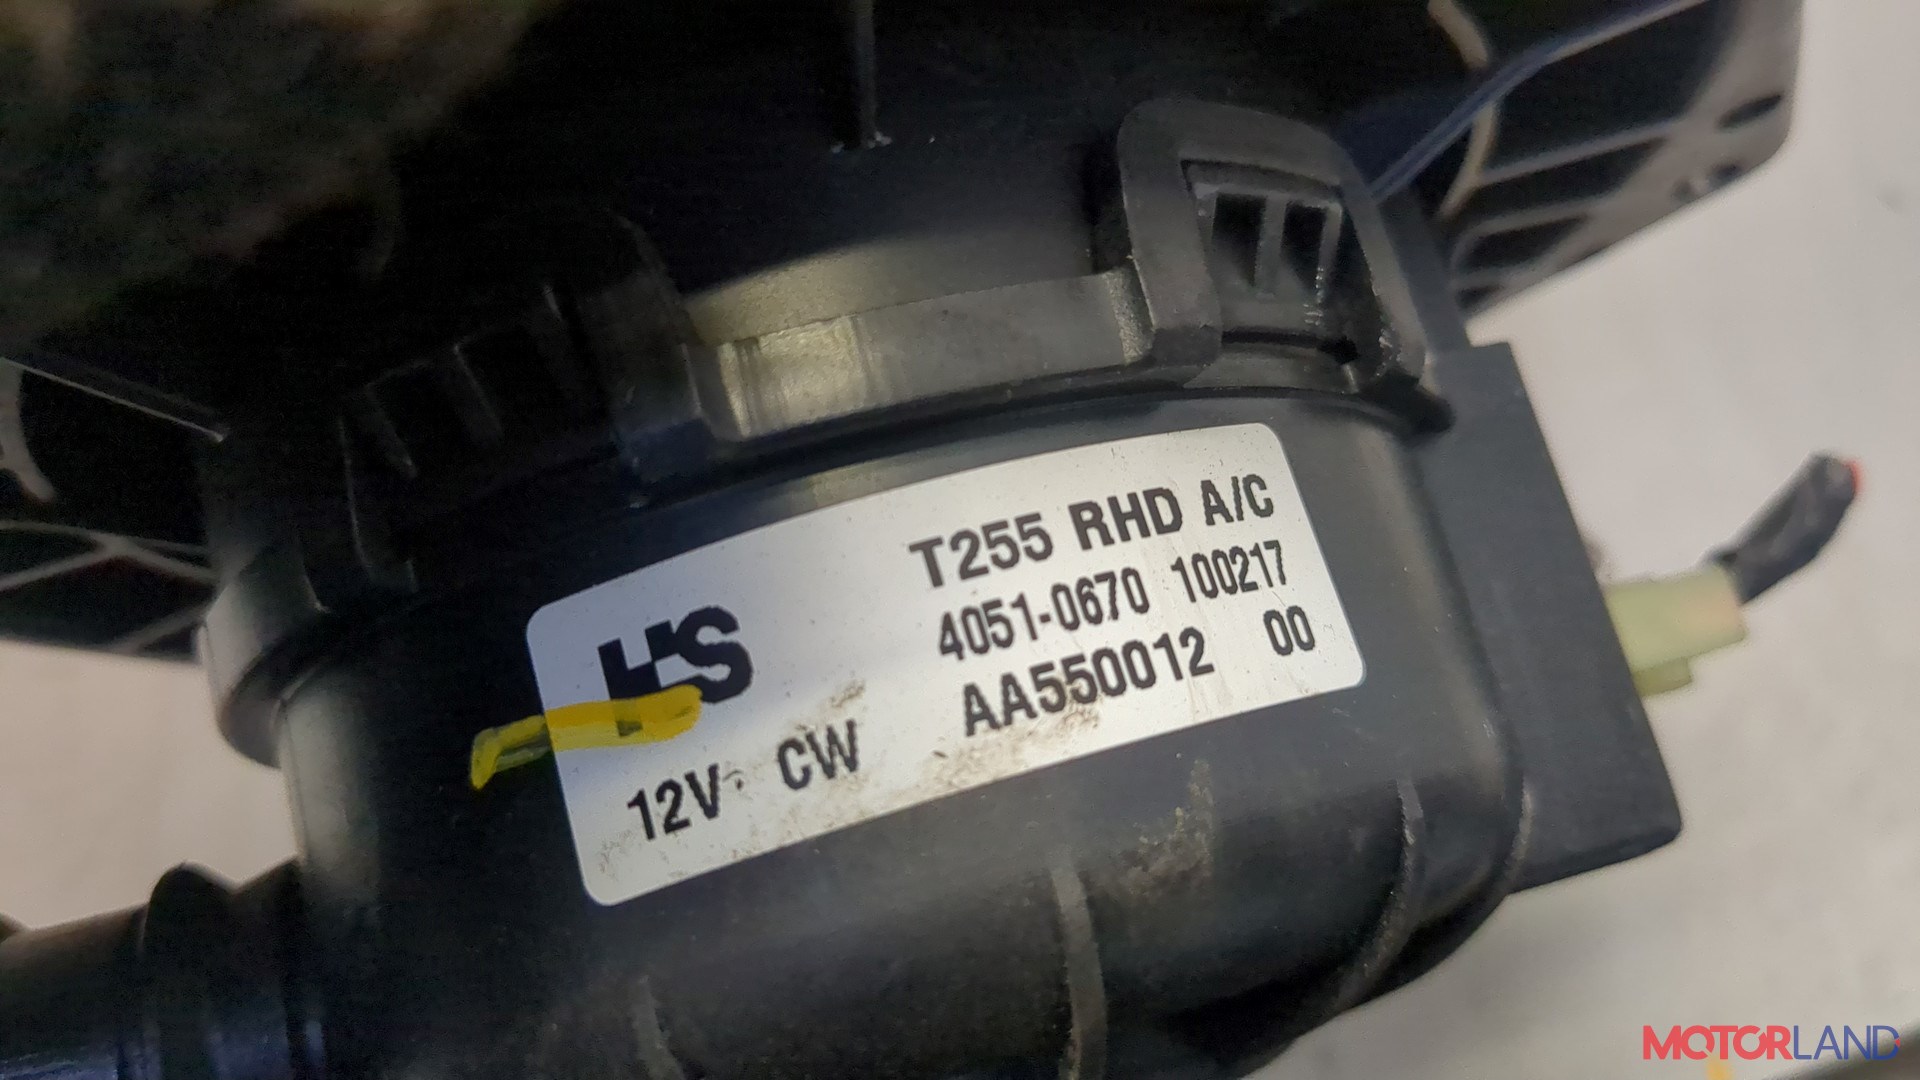 T255 RHD A/C
4051-0670 100217
HS
AA550012 00
12V CW
MOTORLAND